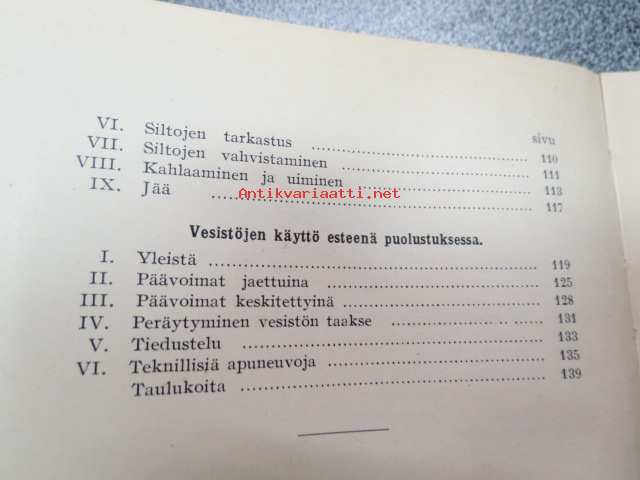 sivu
VI. Siltojen tarkastus 110
VII. Siltojen vahvistaminen 111
VIII. Kahlaaminen ja uiminen 113
IX. Jää 117
Antikvariaatti.net
Vesistöjen käyttö esteenä puolustuksessa.
I. Yleistä 119
II. Päävoimat jaettuina 125
III. Päävoimat keskitettyinä 128
IV. Peräytyminen vesistön taakse 131
V. Tiedustelu 133
VI. Teknillisiä apuneuvoja 135
Taulukoita 139